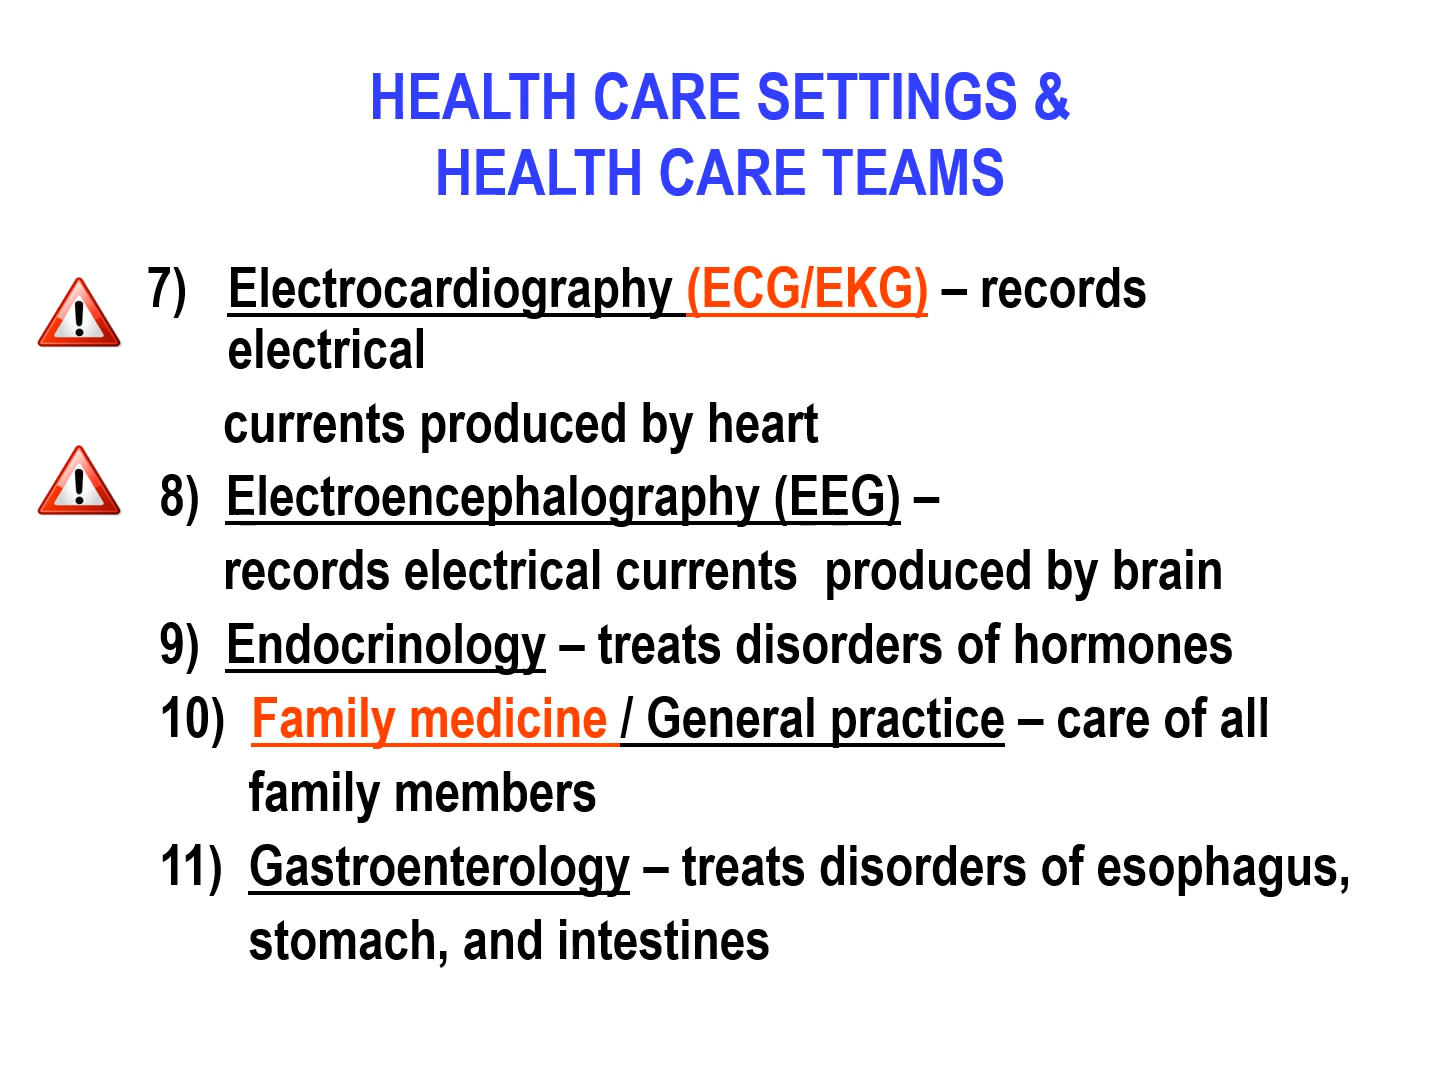 HEALTH CARE SETTINGS &
HEALTH CARE TEAMS
7) Electrocardiography (ECG/EKG) – records
electrical
currents produced by heart
8) Electroencephalography (EEG) –
records electrical currents produced by brain
9) Endocrinology – treats disorders of hormones
10) Family medicine / General practice – care of all
family members
11) Gastroenterology – treats disorders of esophagus,
stomach, and intestines